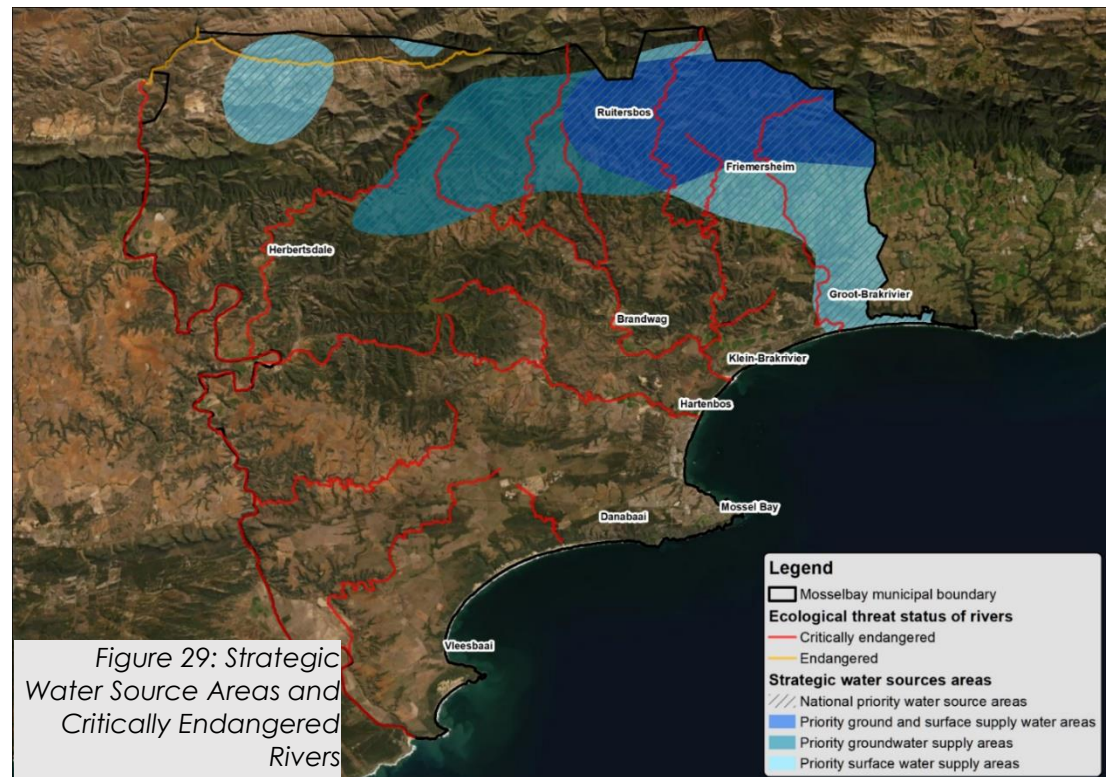 Ruitersbos
Friemersheim
Herbertsdale
Groot-Brakrivier
Brandwag
Klein-Brakrivier
Hartenbos
Mossel Bay
Danabaai
Vleesbaai
Legend
Mosselbay municipal boundary
Ecological threat status of rivers
Critically endangered
Endangered
Strategic water sources areas
National priority water source areas
Priority ground and surface supply water areas
Priority groundwater supply areas
Priority surface water supply areas
Figure 29: Strategic
Water Source Areas and
Critically Endangered
Rivers